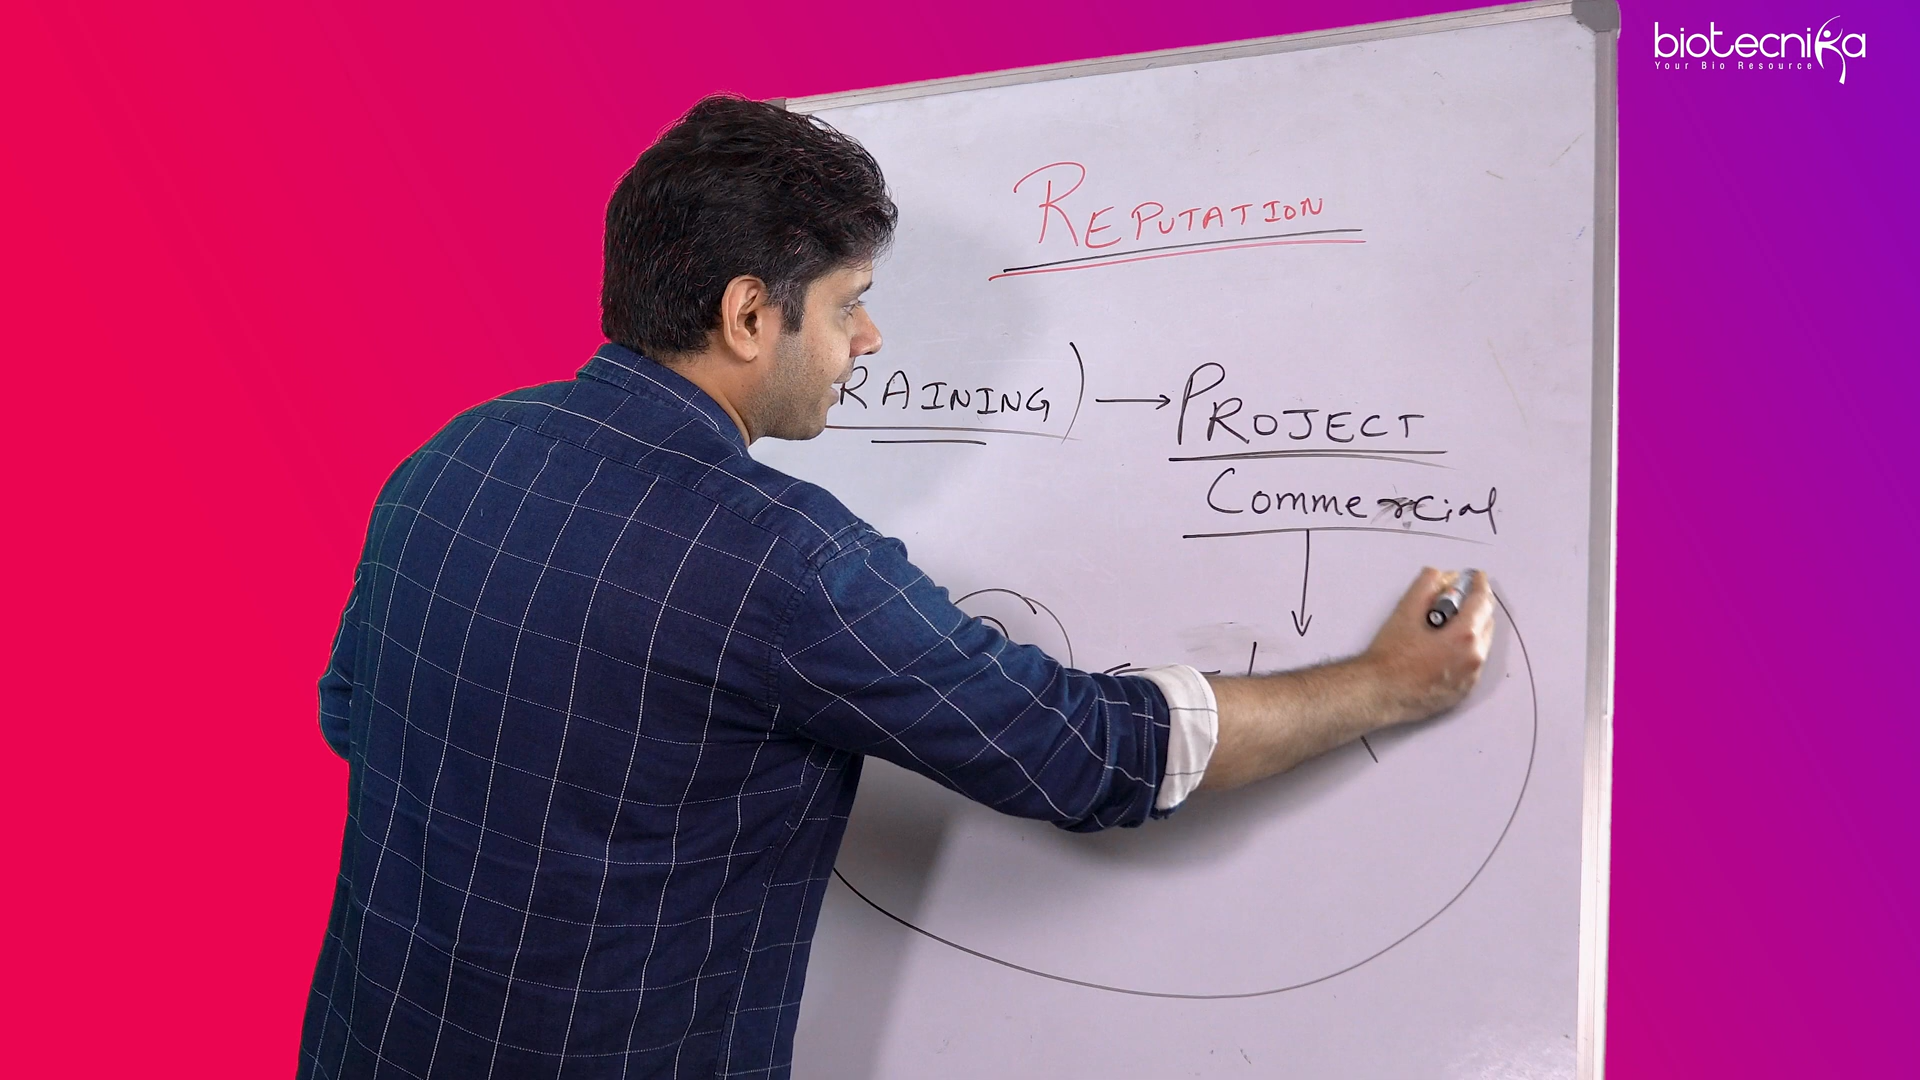 biotecnika
Your Bio Resource
REPUTATION
RAINING) → PROJECT
Commercial